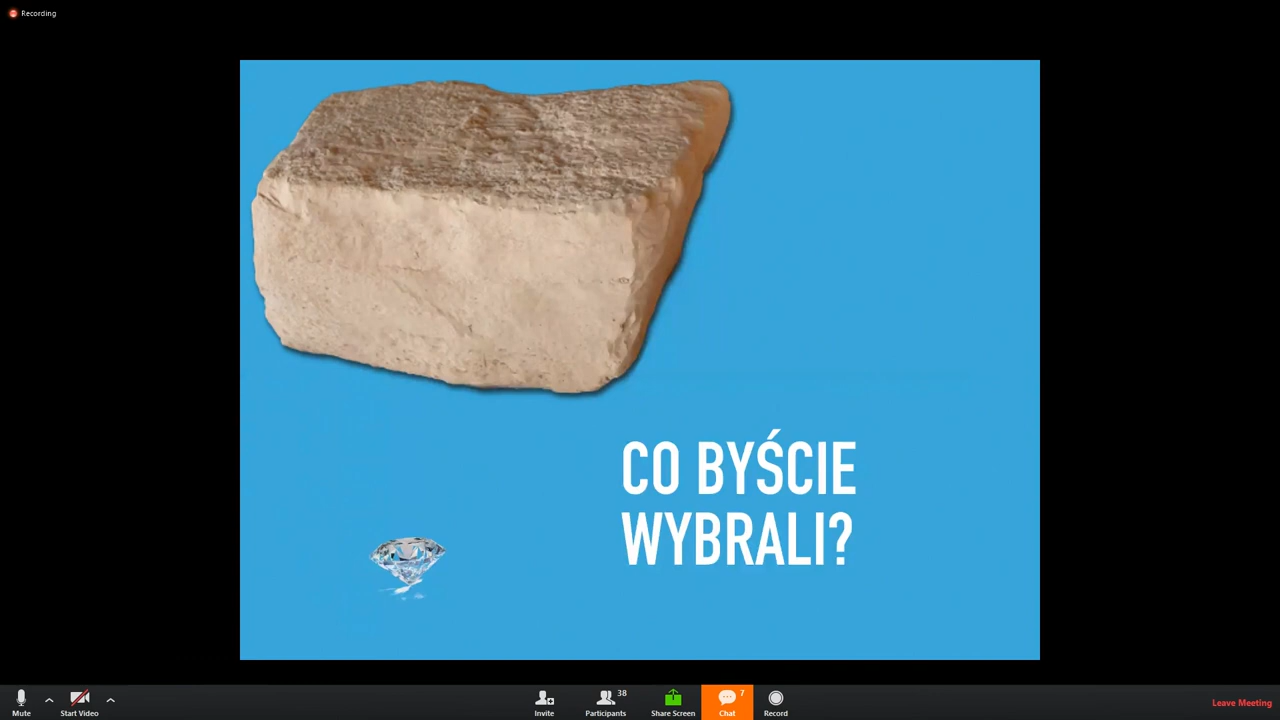 Recording
CO BYŚCIE
WYBRALI?
Mute
Start Video
Invite
38
Participants
Share Screen
7
Chat
Record
Leave Meeting